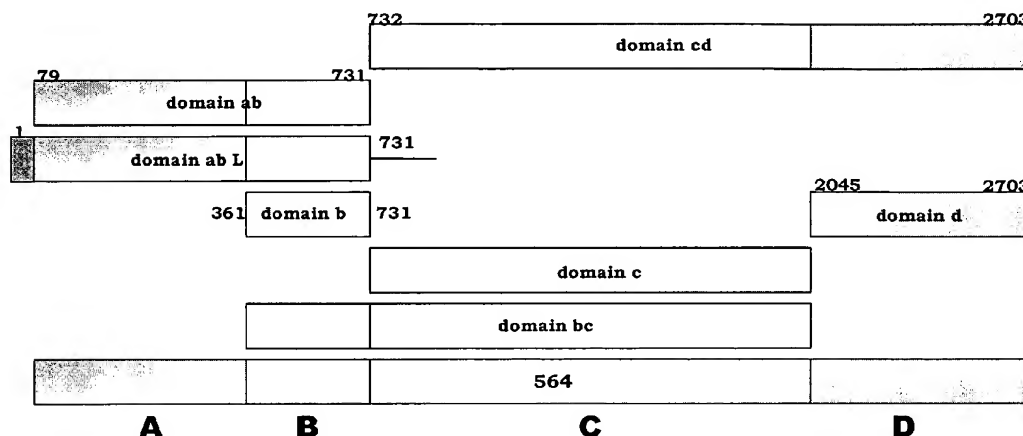 732 2703
domain cd
79 731
domain ab
1
domain ab L 731
361 domain b 731
2045 2703
domain d
domain c
domain bc
564
A B C D